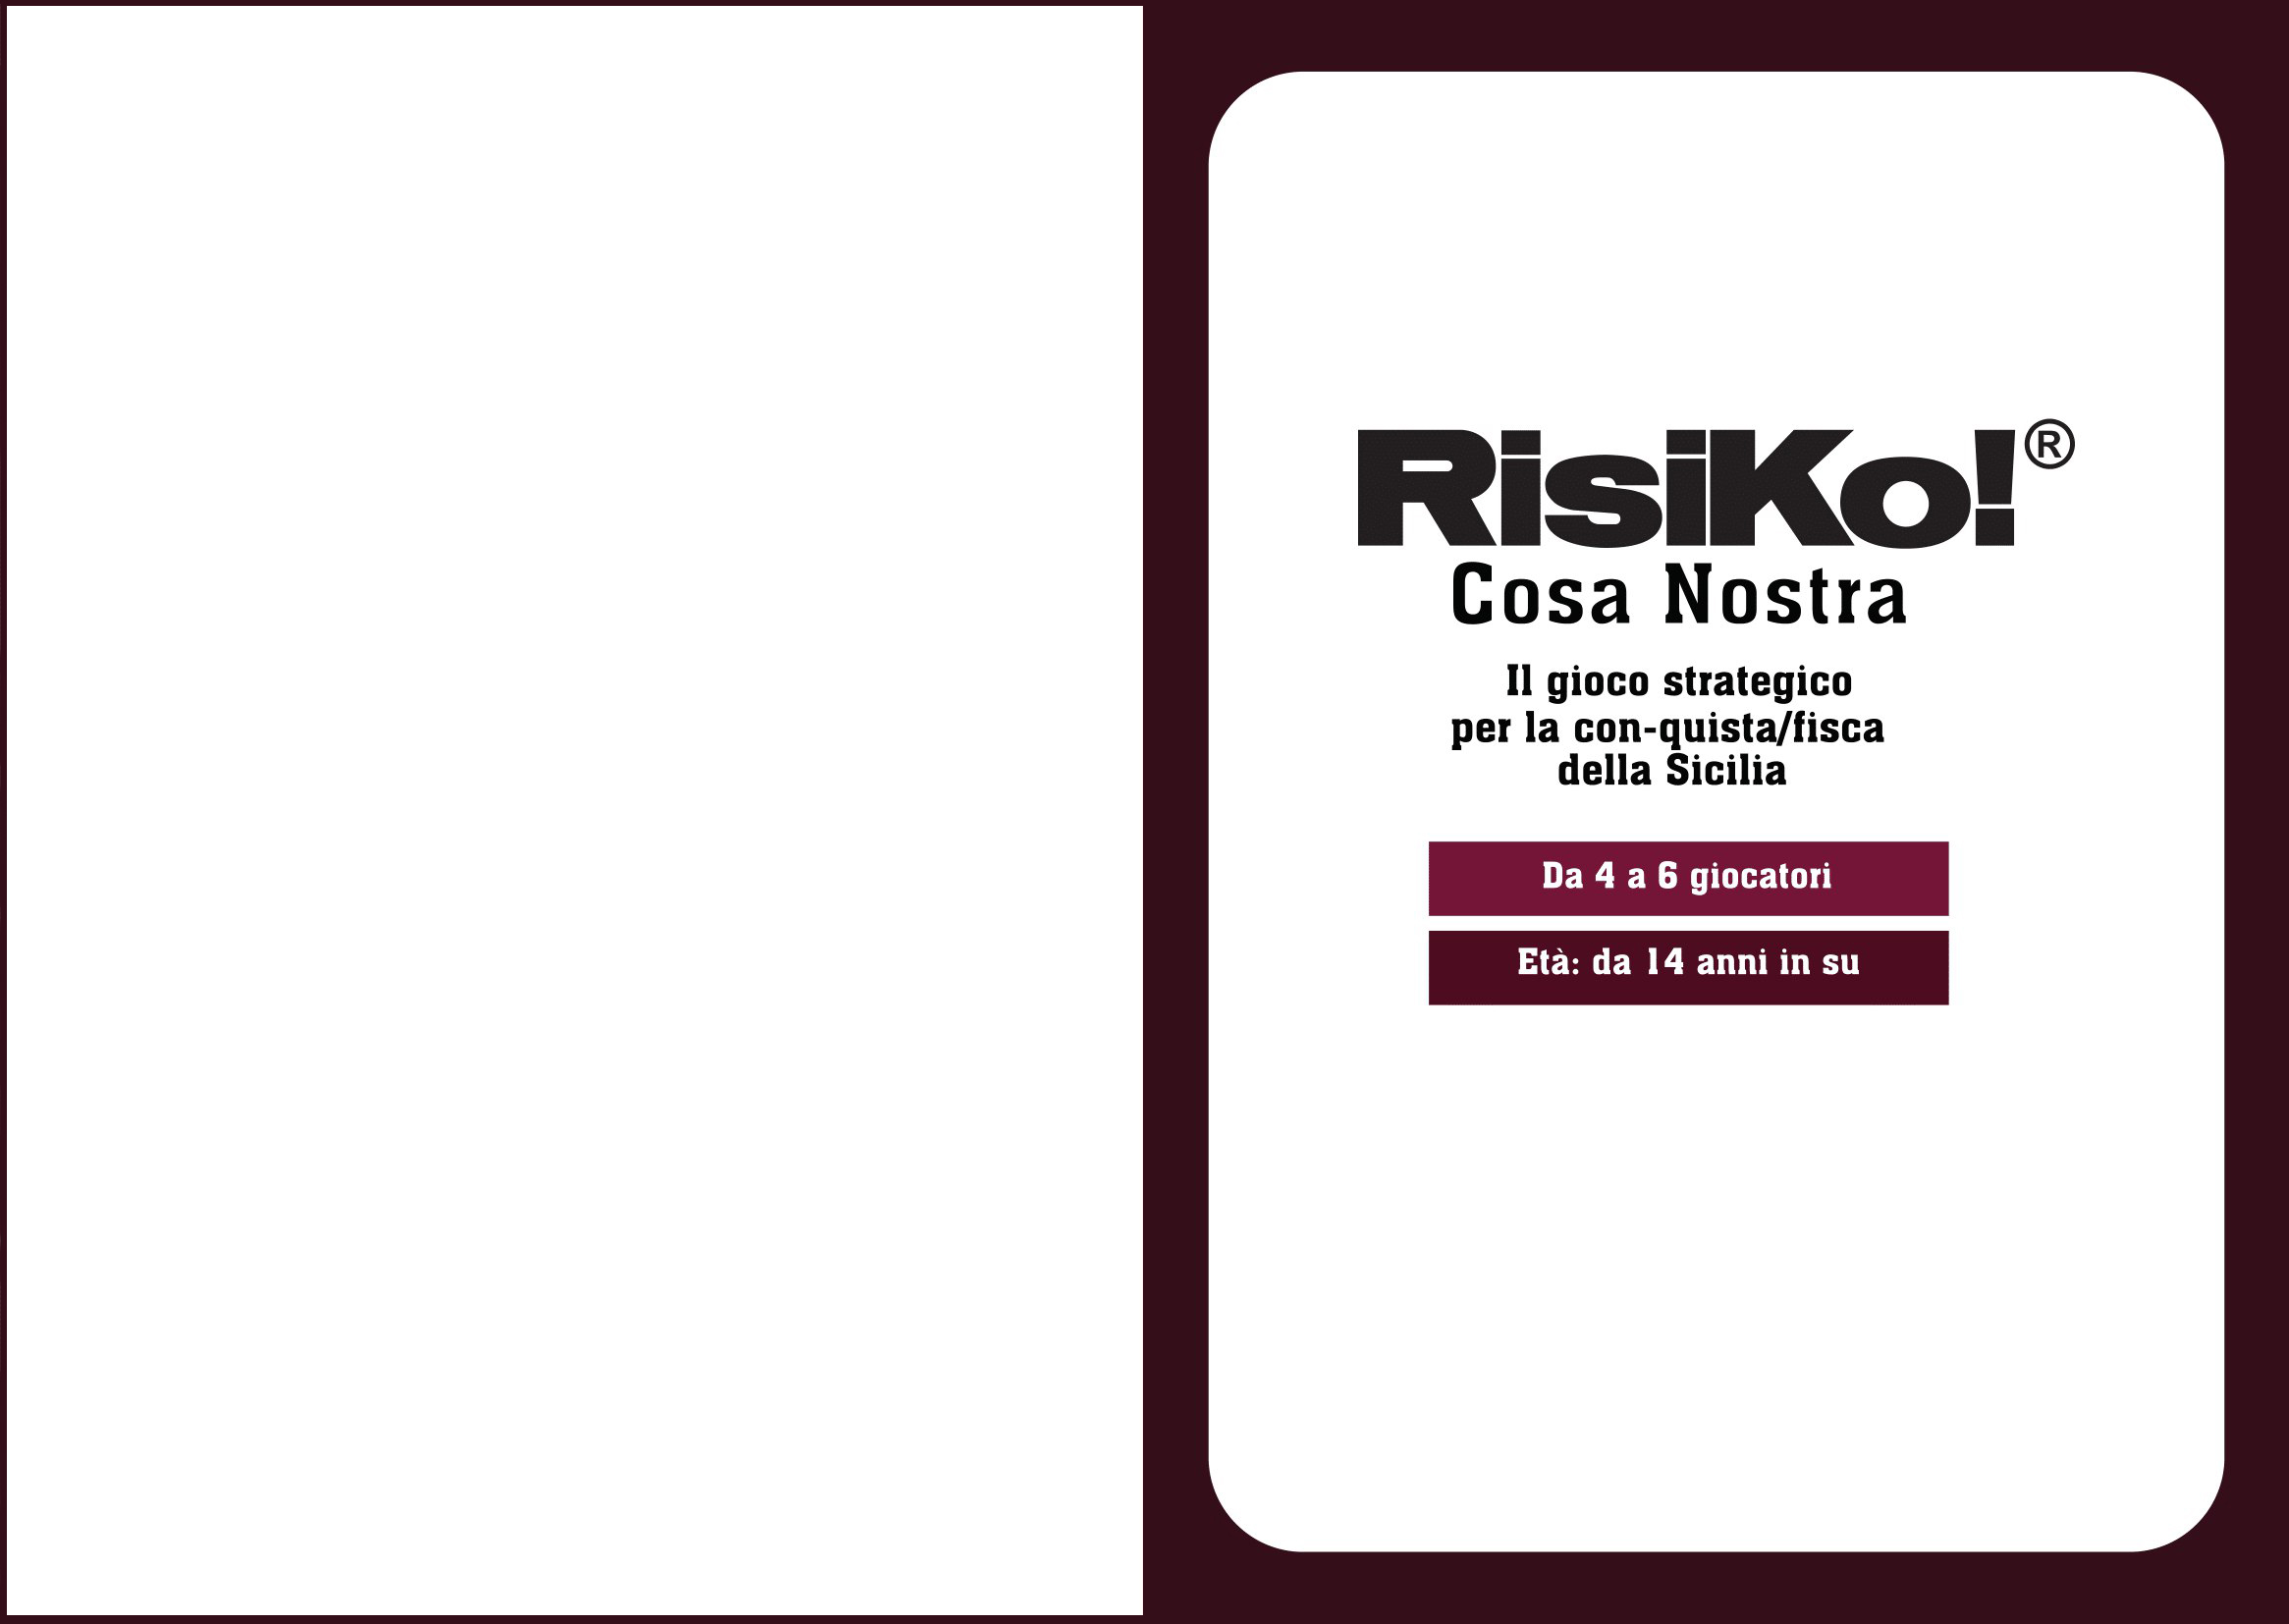 RisiKo!®
Cosa Nostra
Il gioco strategico
per la con-quista/fisca
della Sicilia
Da 4 a 6 giocatori
Età: da 14 anni in su